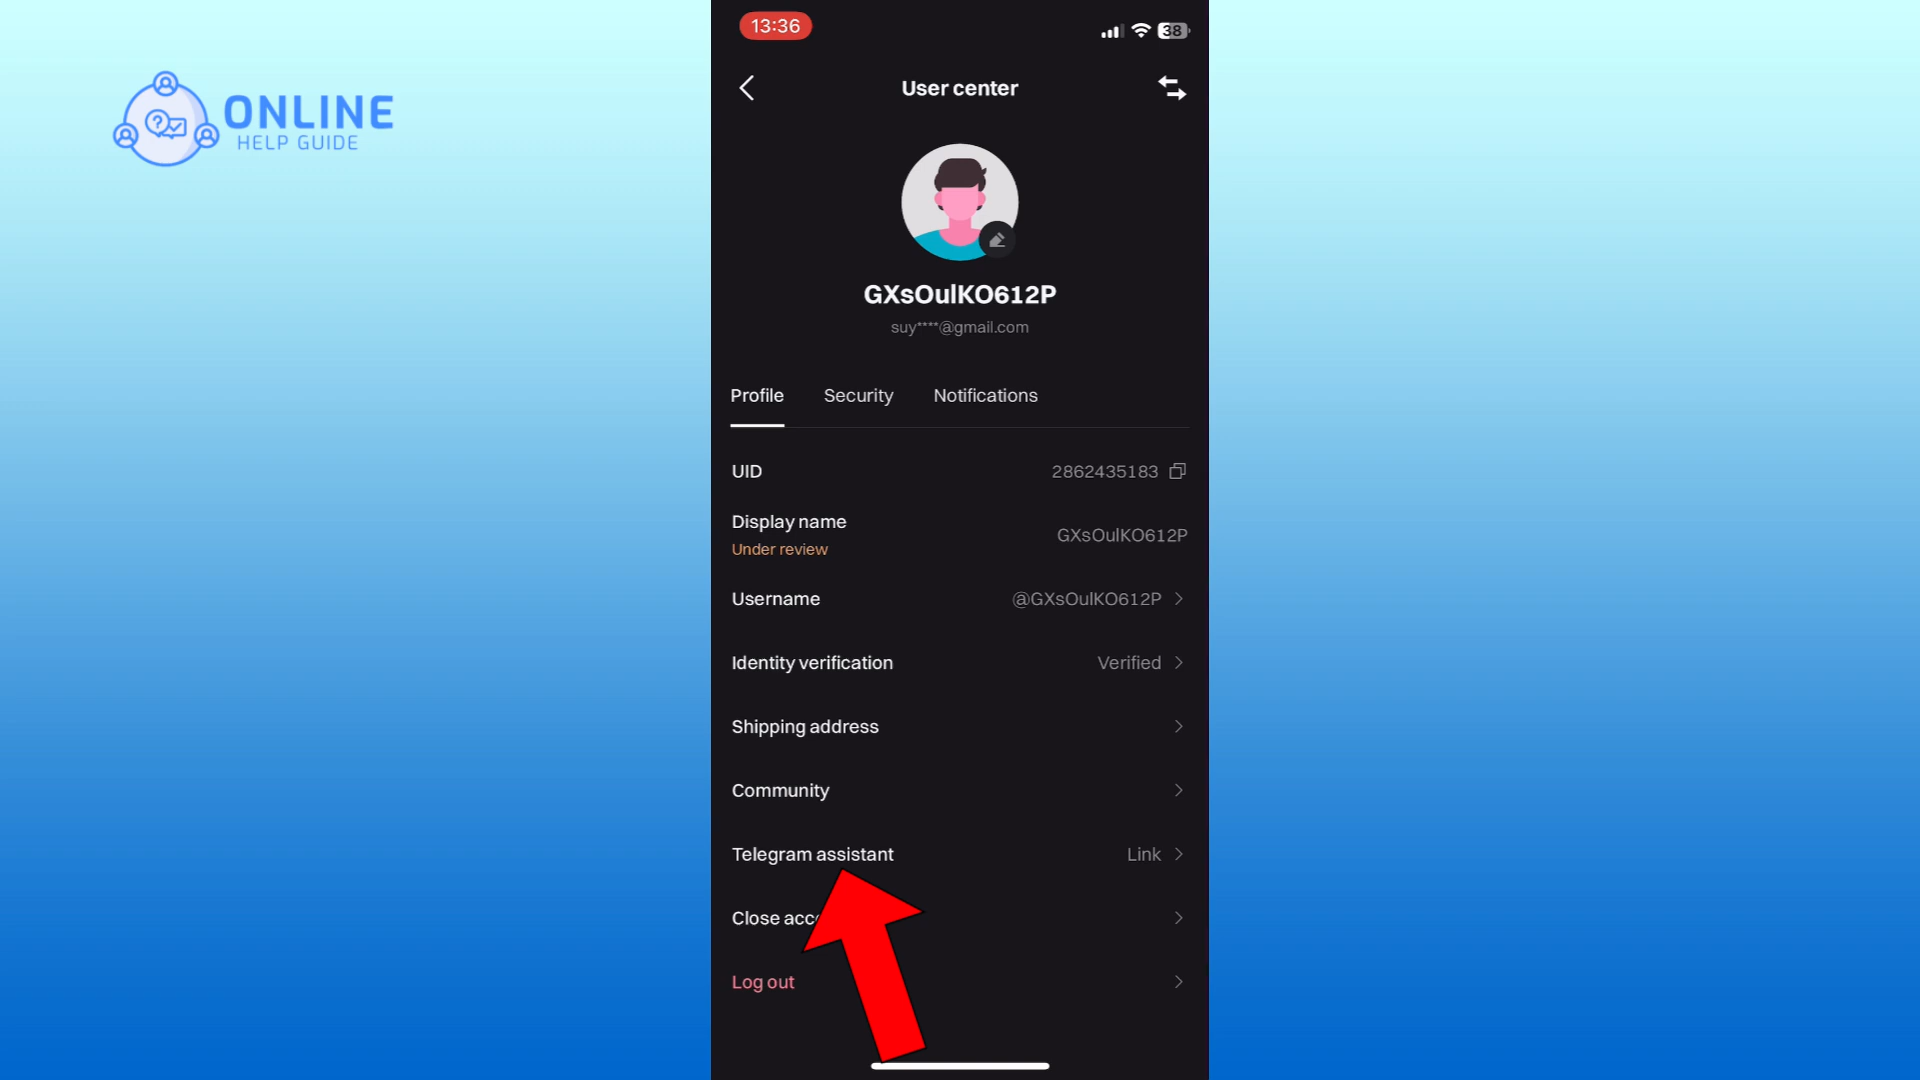 ONLINE
HELP GUIDE
13:36
38
User center
GXsOulKO612P
suy****@gmail.com
Profile Security Notifications
UID 2862435183
Display name GXsOulKO612P
Under review
Username @GXsOulKO612P
Identity verification Verified
Shipping address
Community
Telegram assistant Link
Close acc
Log out